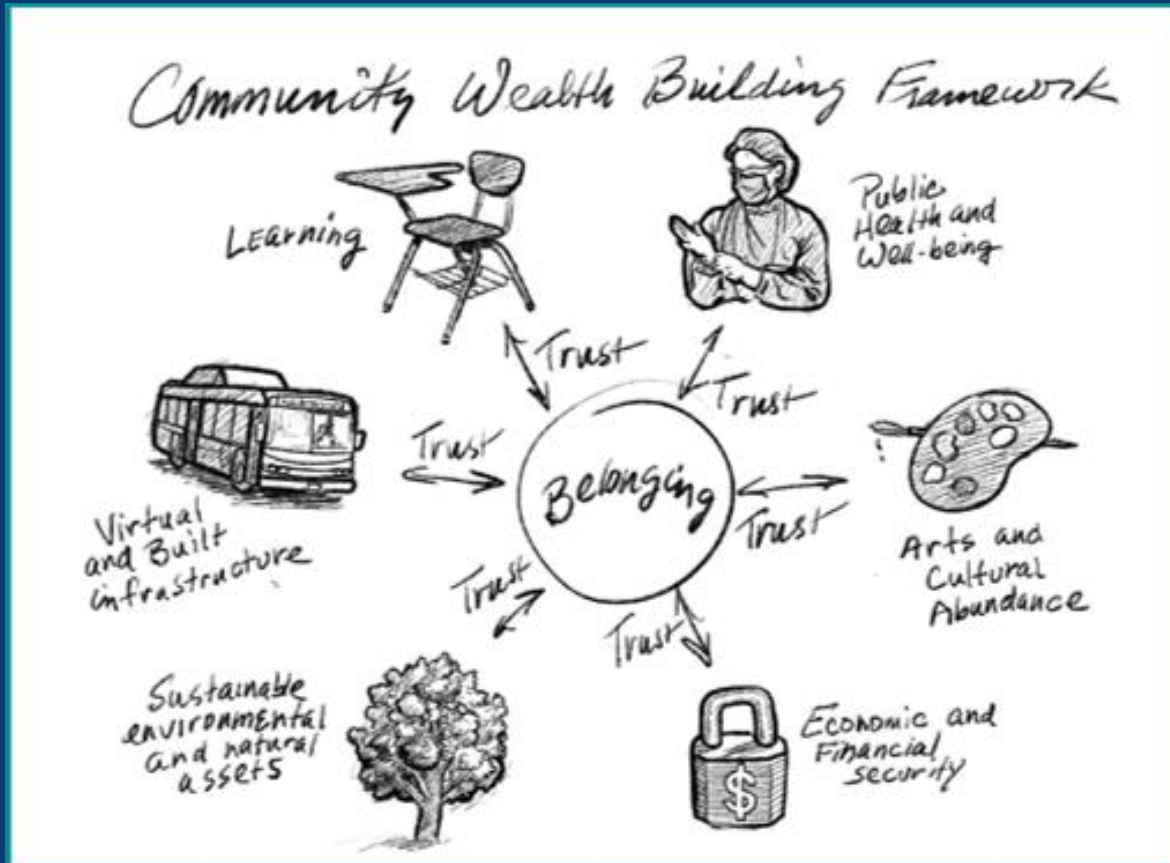 Community Wealth Building Framework
Learning
Public
Health and
Well-being
Trust
Trust
Trust
Belonging
Trust
Virtual
and Built
infrastructure
Arts and
Cultural
Abundance
Trust
Trust
Sustainable
environmental
and natural
assets
Economic and
Financial
security
$